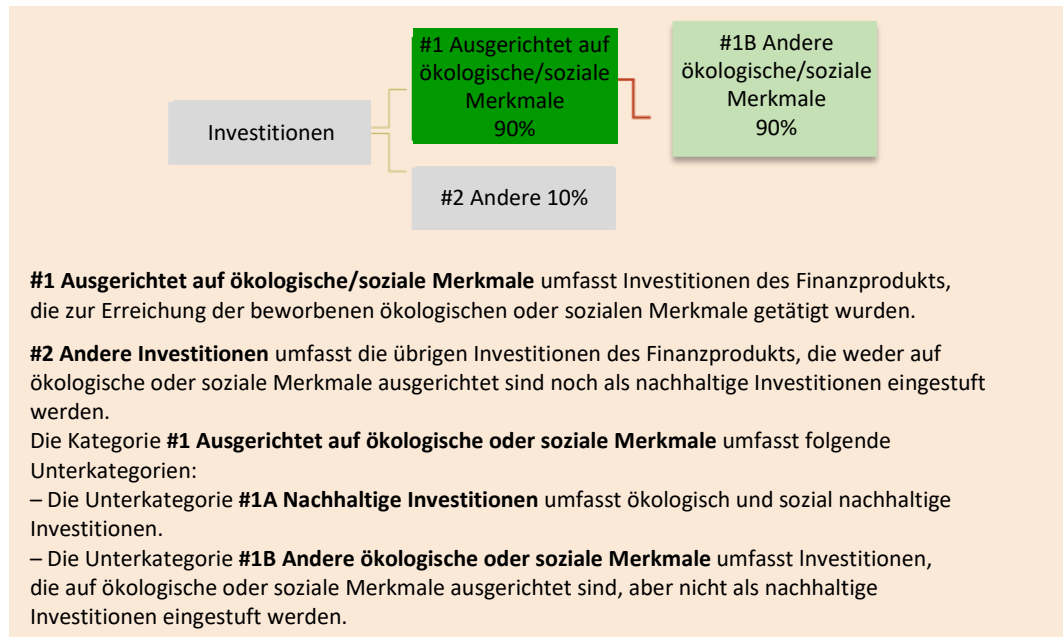 #1 Ausgerichtet auf
ökologische/soziale
Merkmale
90%
#1B Andere
ökologische/soziale
Merkmale
90%
Investitionen
#2 Andere 10%
#1 Ausgerichtet auf ökologische/soziale Merkmale umfasst Investitionen des Finanzprodukts,
die zur Erreichung der beworbenen ökologischen oder sozialen Merkmale getätigt wurden.
#2 Andere Investitionen umfasst die übrigen Investitionen des Finanzprodukts, die weder auf
ökologische oder soziale Merkmale ausgerichtet sind noch als nachhaltige Investitionen eingestuft
werden.
Die Kategorie #1 Ausgerichtet auf ökologische oder soziale Merkmale umfasst folgende
Unterkategorien:
– Die Unterkategorie #1A Nachhaltige Investitionen umfasst ökologisch und sozial nachhaltige
Investitionen.
– Die Unterkategorie #1B Andere ökologische oder soziale Merkmale umfasst Investitionen,
die auf ökologische oder soziale Merkmale ausgerichtet sind, aber nicht als nachhaltige
Investitionen eingestuft werden.